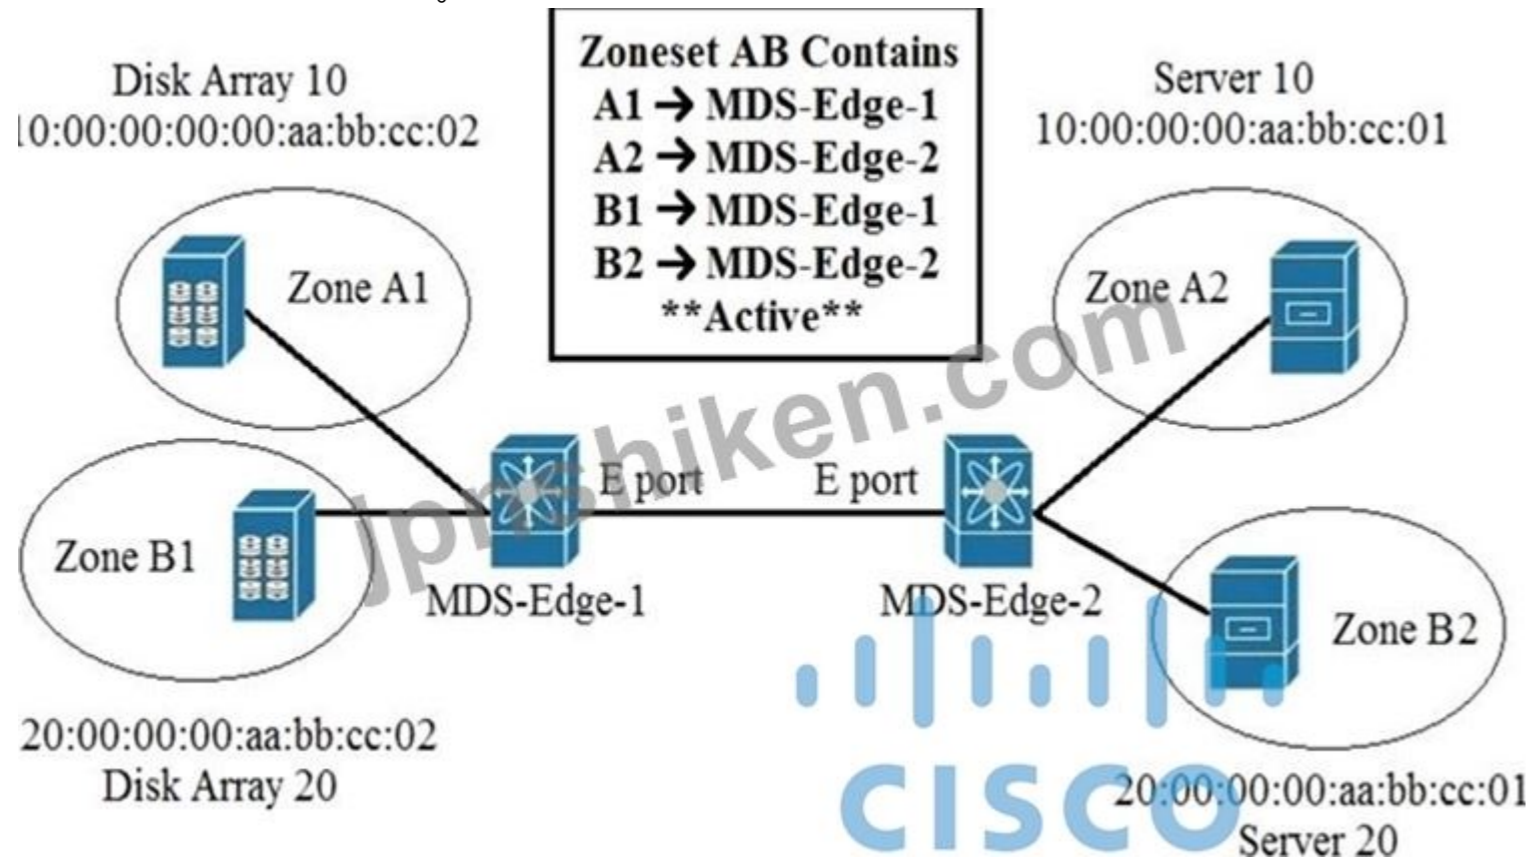 Zoneset AB Contains
A1 → MDS-Edge-1
A2 → MDS-Edge-2
B1 → MDS-Edge-1
B2 → MDS-Edge-2
**Active**
Disk Array 10
10:00:00:00:00:aa:bb:cc:02
Server 10
10:00:00:00:aa:bb:cc:01
Zone A1
Zone A2
jpnshiken.com
E port
E port
Zone B1
MDS-Edge-1
MDS-Edge-2
Zone B2
20:00:00:00:aa:bb:cc:02
Disk Array 20
CISCO
20:00:00:00:aa:bb:cc:01
Server 20